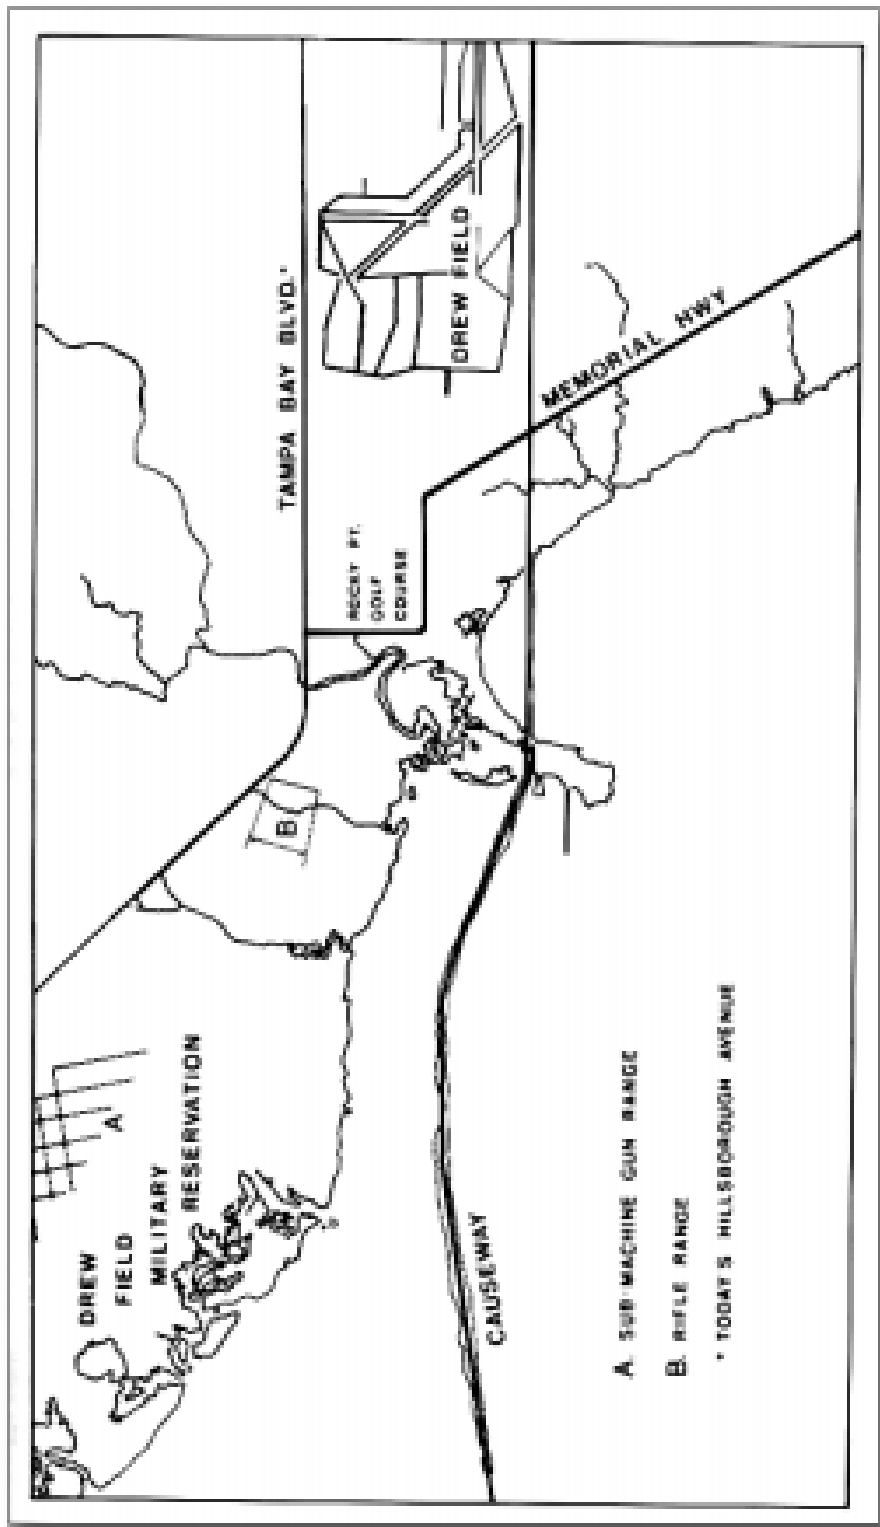 TAMPA BAY BLVD.*
DREW FIELD
MEMORIAL HWY
ROCKY PT.
GOLF
COURSE
B
A
DREW
FIELD
MILITARY
RESERVATION
CAUSEWAY
A. SUB MACHINE GUN RANGE
B. RIFLE RANGE
* TODAY'S HILLSBOROUGH AVENUE